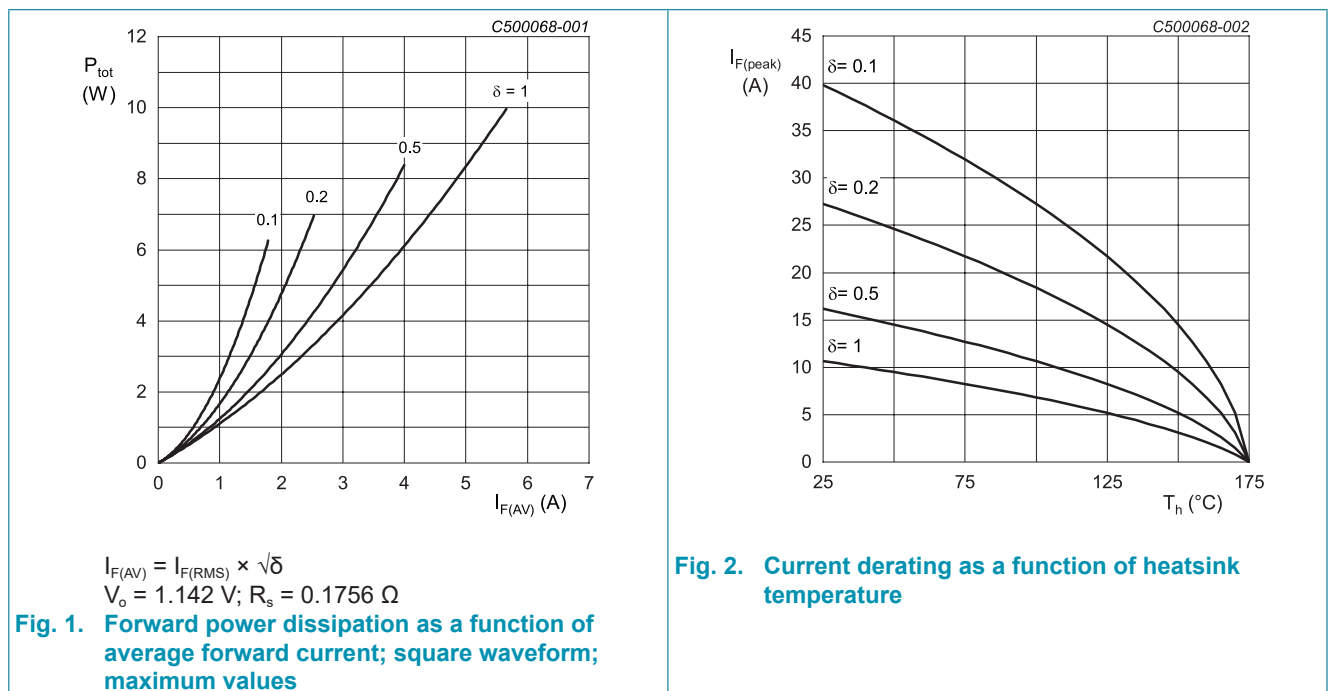 C500068-001
12
P_tot
(W)
10
8
6
4
2
0
δ = 1
0.5
0.2
0.1
0 1 2 3 4 5 6 7
I_F(AV) (A)
I_F(AV) = I_F(RMS) × √δ
V_o = 1.142 V; R_s = 0.1756 Ω
Fig. 1. Forward power dissipation as a function of
average forward current; square waveform;
maximum values
C500068-002
45
I_F(peak)
(A)
40
35
30
25
20
15
10
5
0
δ= 0.1
δ= 0.2
δ= 0.5
δ= 1
25 75 125 175
T_h (°C)
Fig. 2. Current derating as a function of heatsink
temperature